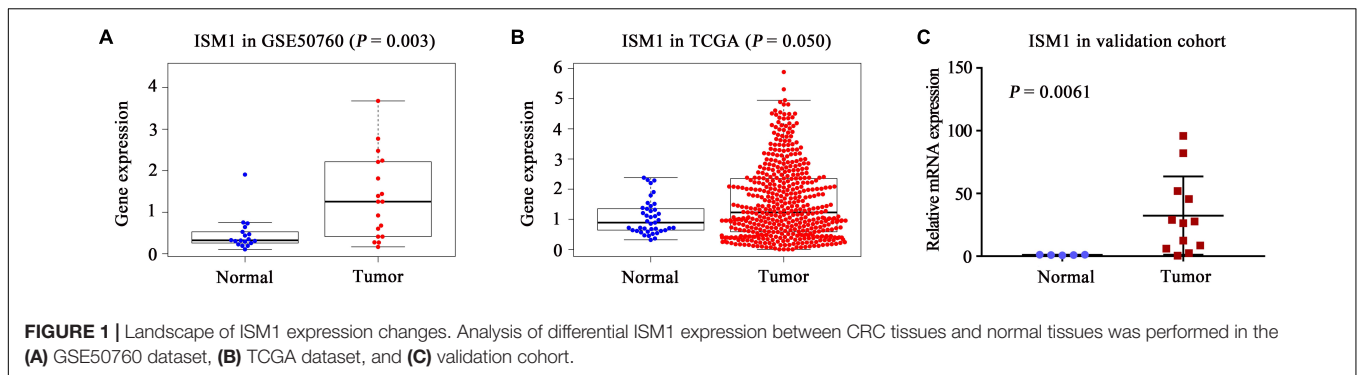 A
ISM1 in GSE50760 (P = 0.003)
Gene expression
4
3
2
1
0
Normal
Tumor
B
ISM1 in TCGA (P = 0.050)
Gene expression
6
5
4
3
2
1
0
Normal
Tumor
C
ISM1 in validation cohort
Relative mRNA expression
150
100
50
0
P = 0.0061
Normal
Tumor
FIGURE 1 | Landscape of ISM1 expression changes. Analysis of differential ISM1 expression between CRC tissues and normal tissues was performed in the
(A) GSE50760 dataset, (B) TCGA dataset, and (C) validation cohort.